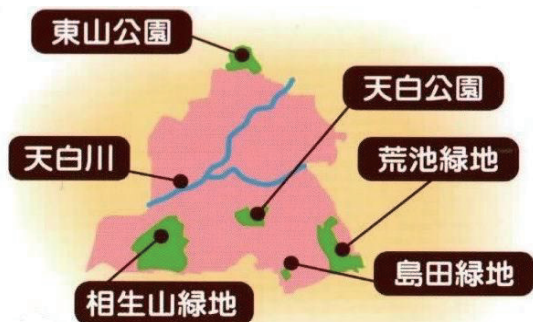 東山公園
天白公園
天白川
荒池緑地
島田緑地
相生山緑地